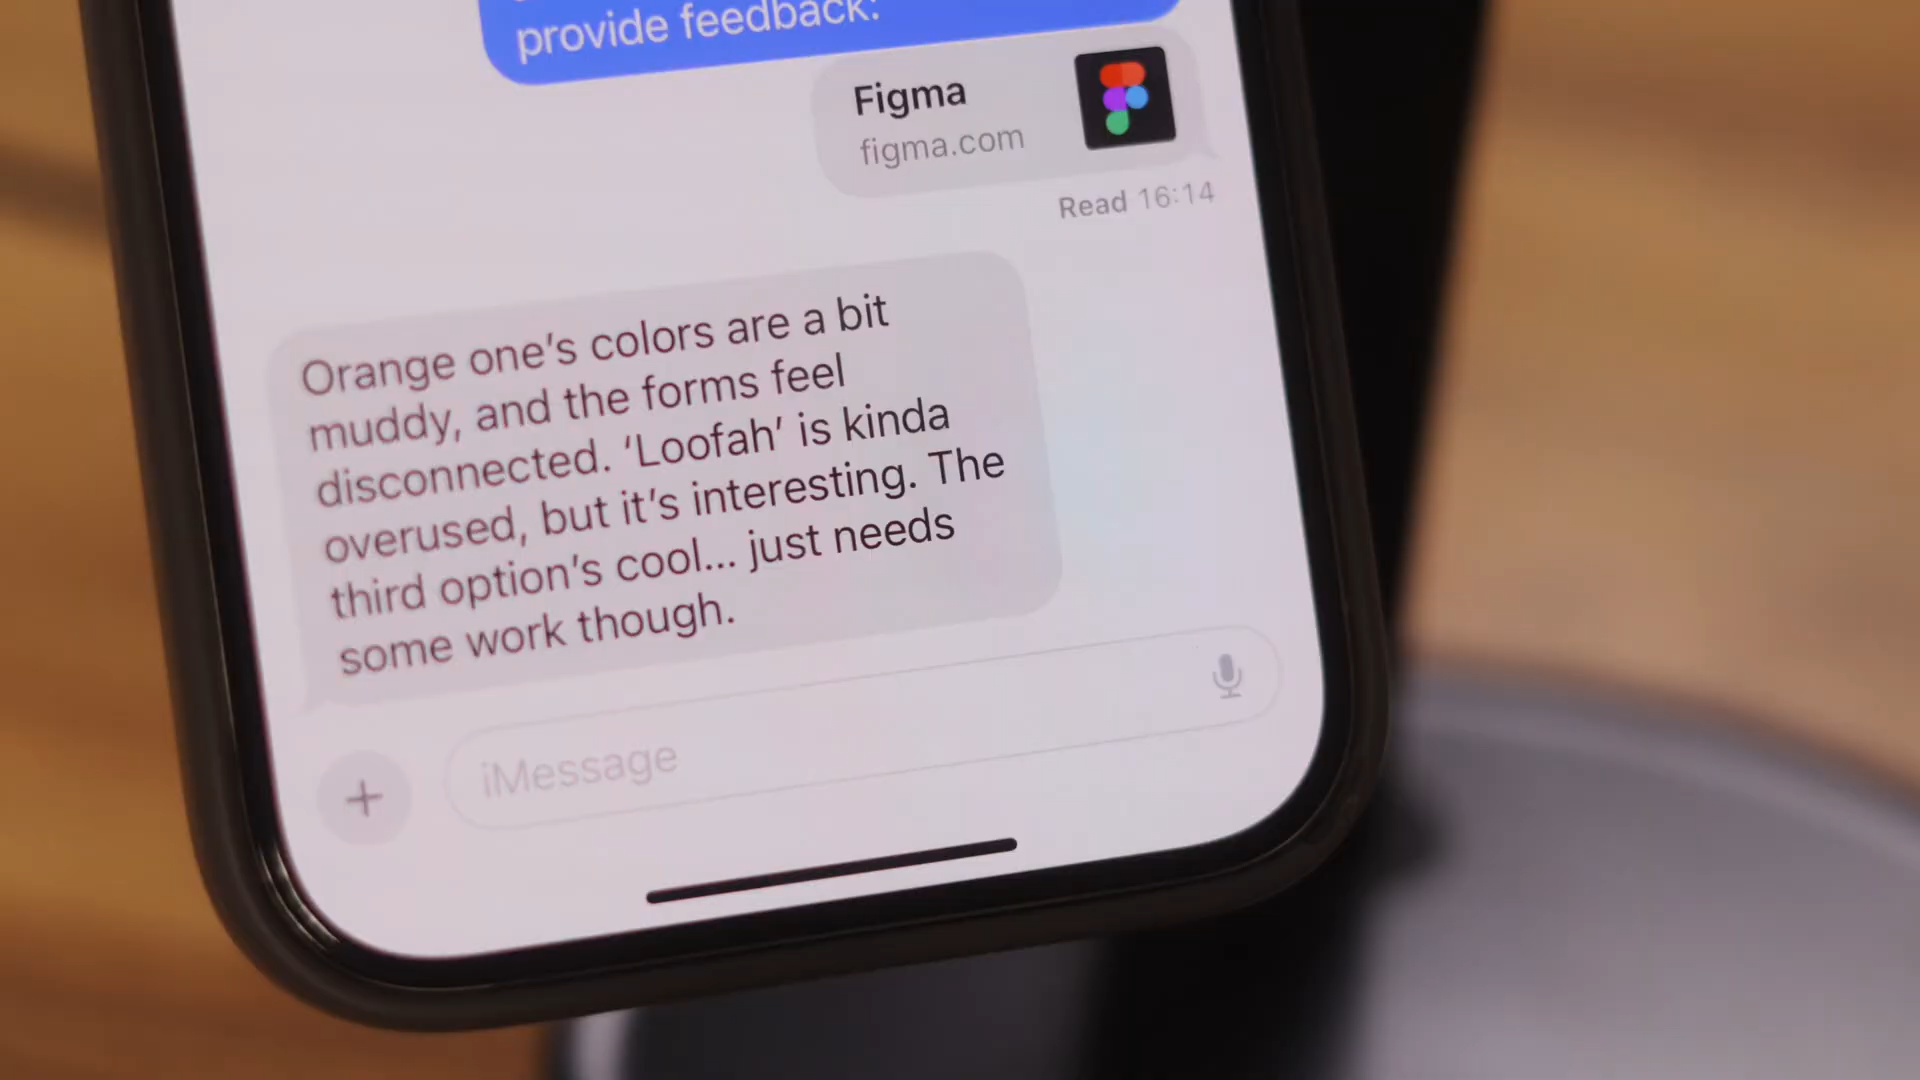 provide feedback:
Figma
figma.com
Read 16:14
Orange one’s colors are a bit
muddy, and the forms feel
disconnected. ‘Loofah’ is kinda
overused, but it’s interesting. The
third option’s cool... just needs
some work though.
iMessage